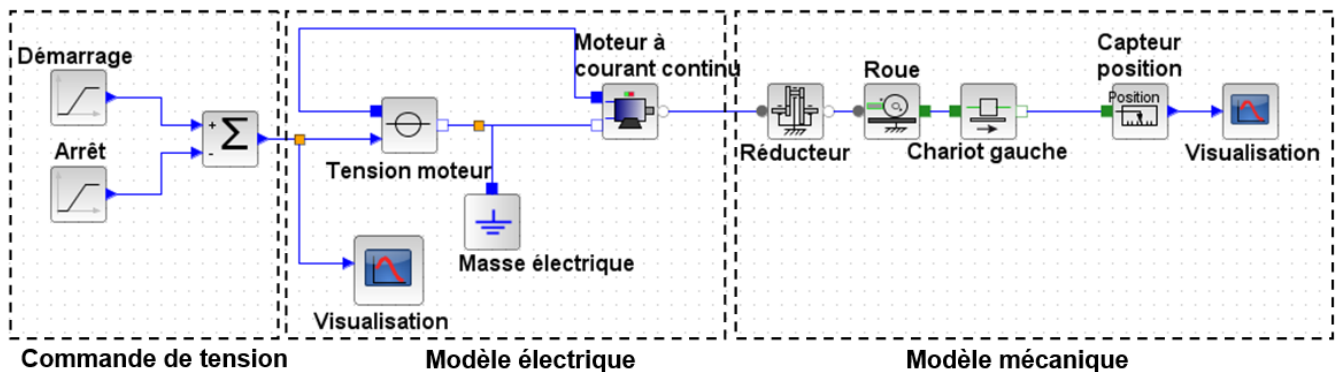 Démarrage
Arrêt
+
-
Σ
Commande de tension
Tension moteur
Masse électrique
Visualisation
Moteur à
courant continu
Modèle électrique
Réducteur
Roue
Chariot gauche
Capteur
position
Position
Visualisation
Modèle mécanique